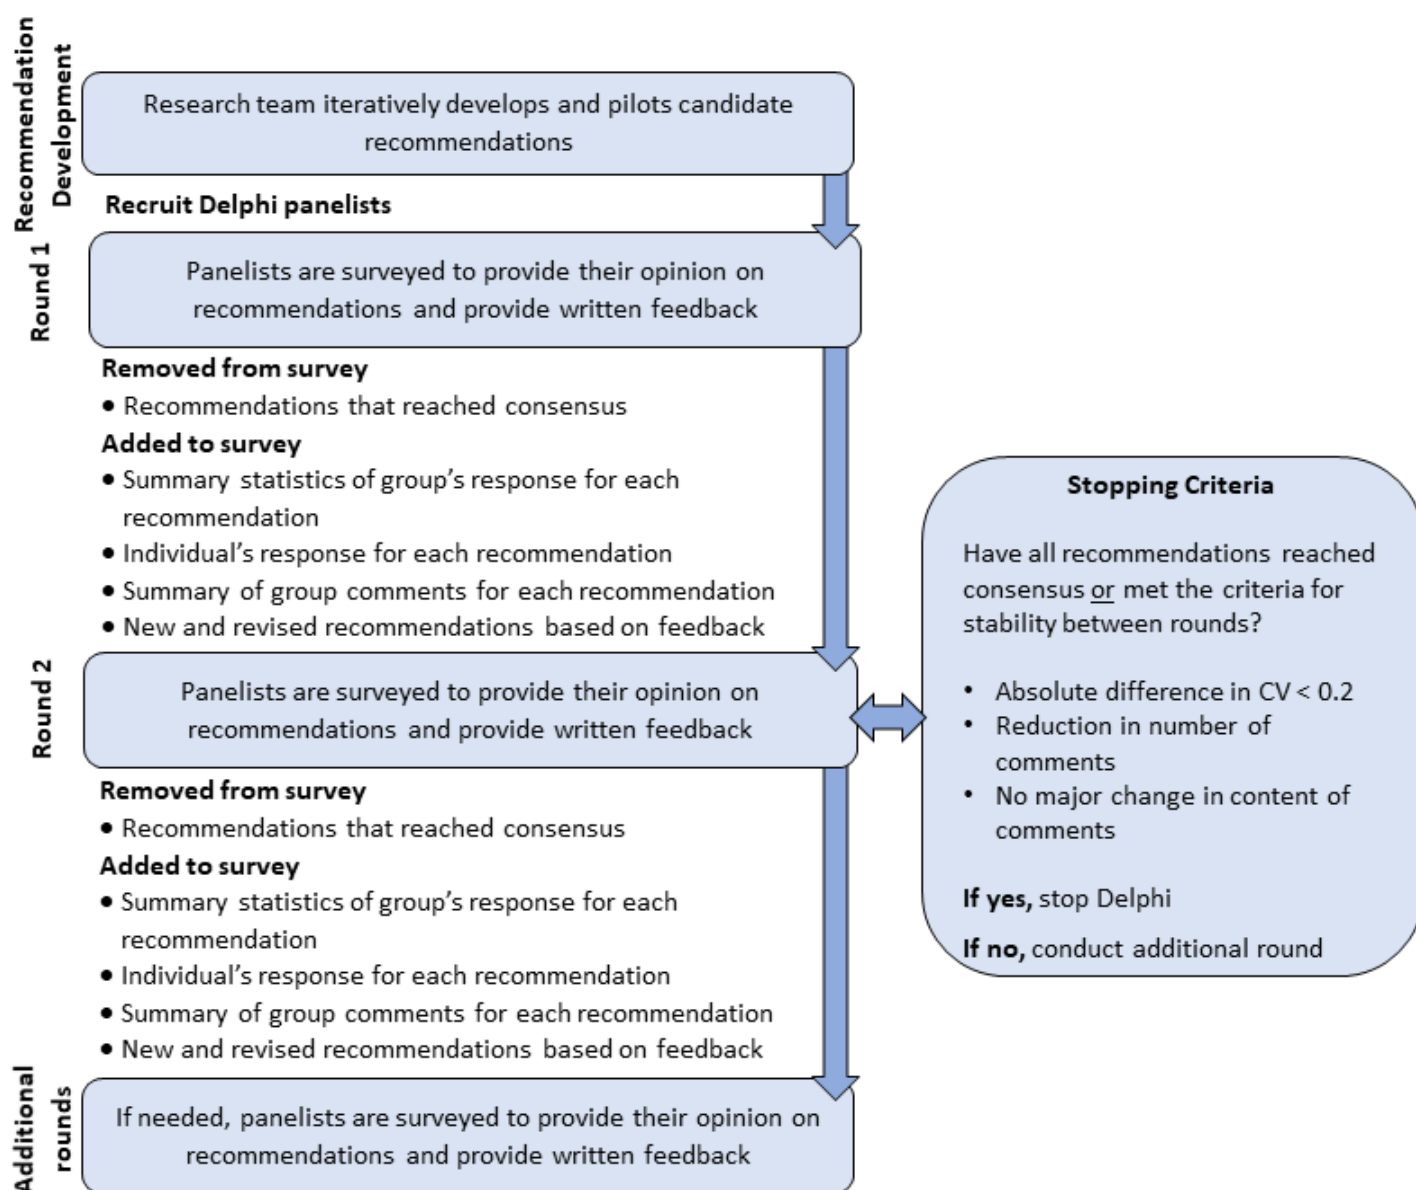 Recommendation
Development
Research team iteratively develops and pilots candidate
recommendations
Recruit Delphi panelists
Round 1
Panelists are surveyed to provide their opinion on
recommendations and provide written feedback
Removed from survey
• Recommendations that reached consensus
Added to survey
• Summary statistics of group’s response for each
recommendation
• Individual’s response for each recommendation
• Summary of group comments for each recommendation
• New and revised recommendations based on feedback
Round 2
Panelists are surveyed to provide their opinion on
recommendations and provide written feedback
Stopping Criteria
Have all recommendations reached
consensus or met the criteria for
stability between rounds?
• Absolute difference in CV < 0.2
• Reduction in number of
comments
• No major change in content of
comments
If yes, stop Delphi
If no, conduct additional round
Removed from survey
• Recommendations that reached consensus
Added to survey
• Summary statistics of group’s response for each
recommendation
• Individual’s response for each recommendation
• Summary of group comments for each recommendation
• New and revised recommendations based on feedback
Additional
rounds
If needed, panelists are surveyed to provide their opinion on
recommendations and provide written feedback